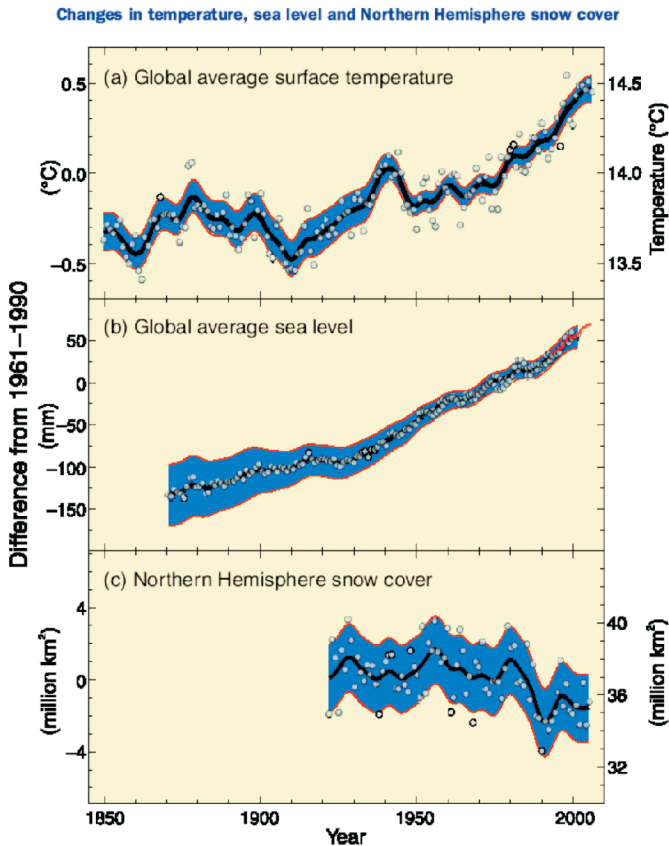 Changes in temperature, sea level and Northern Hemisphere snow cover
(a) Global average surface temperature
0.5
0.0
−0.5
(°C)
14.5
14.0
13.5
Temperature (°C)
Difference from 1961–1990
(b) Global average sea level
50
0
−50
−100
−150
(mm)
(c) Northern Hemisphere snow cover
4
0
−4
(million km²)
40
36
32
(million km²)
1850 1900 1950 2000
Year